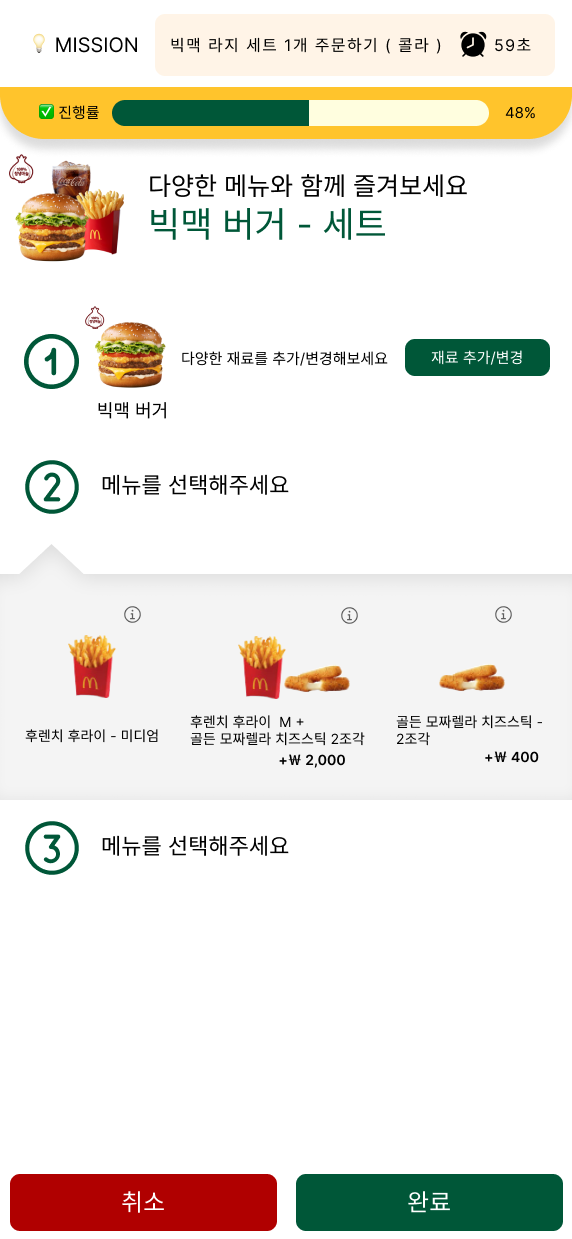 MISSION
빅맥 라지 세트 1개 주문하기 ( 콜라 )
59초
진행률
48%
다양한 메뉴와 함께 즐겨보세요
빅맥 버거 - 세트
1
다양한 재료를 추가/변경해보세요
재료 추가/변경
빅맥 버거
2
메뉴를 선택해주세요
후렌치 후라이 - 미디엄
후렌치 후라이 M +
골든 모짜렐라 치즈스틱 2조각
+₩ 2,000
골든 모짜렐라 치즈스틱 -
2조각
+₩ 400
3
메뉴를 선택해주세요
취소
완료